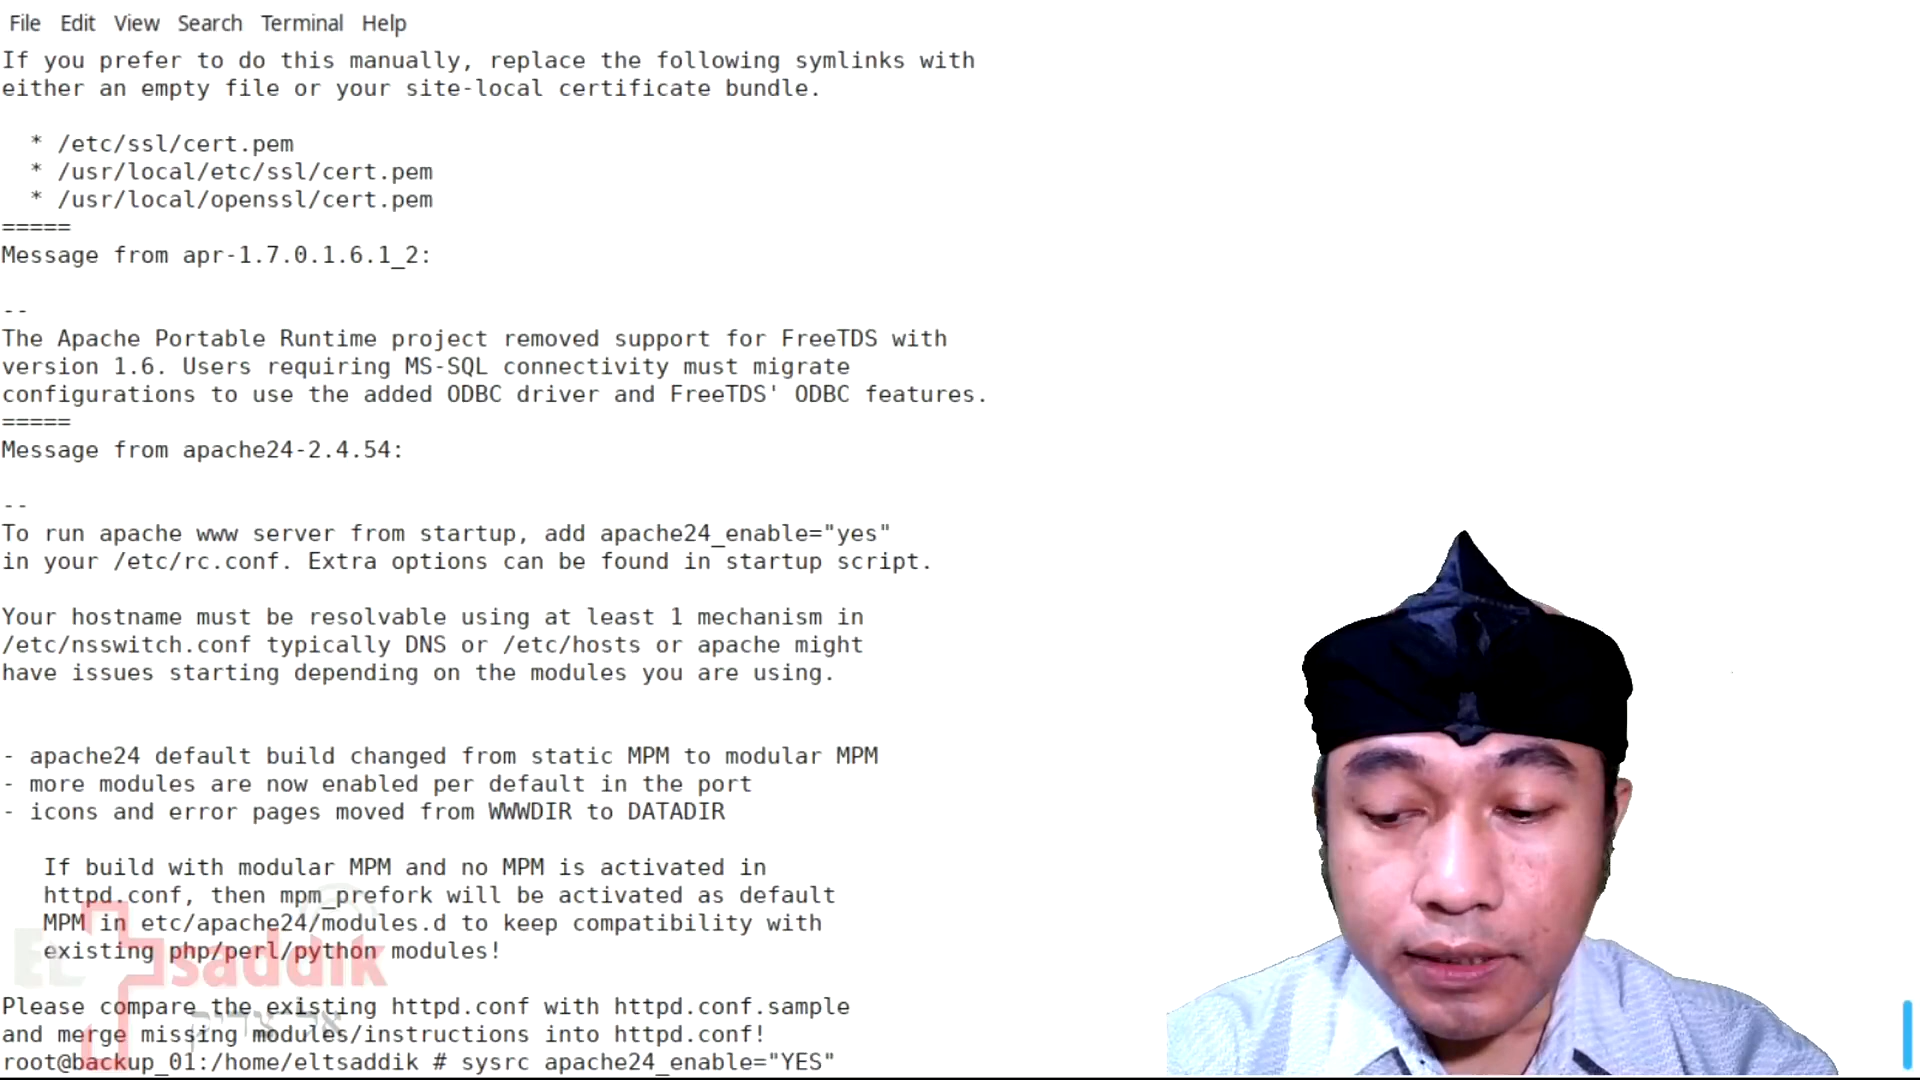 File Edit View Search Terminal Help
If you prefer to do this manually, replace the following symlinks with
either an empty file or your site-local certificate bundle.
* /etc/ssl/cert.pem
* /usr/local/etc/ssl/cert.pem
* /usr/local/openssl/cert.pem
=====
Message from apr-1.7.0.1.6.1_2:
--
The Apache Portable Runtime project removed support for FreeTDS with
version 1.6. Users requiring MS-SQL connectivity must migrate
configurations to use the added ODBC driver and FreeTDS' ODBC features.
=====
Message from apache24-2.4.54:
--
To run apache www server from startup, add apache24_enable="yes"
in your /etc/rc.conf. Extra options can be found in startup script.
Your hostname must be resolvable using at least 1 mechanism in
/etc/nsswitch.conf typically DNS or /etc/hosts or apache might
have issues starting depending on the modules you are using.
- apache24 default build changed from static MPM to modular MPM
- more modules are now enabled per default in the port
- icons and error pages moved from WWWDIR to DATADIR
If build with modular MPM and no MPM is activated in
httpd.conf, then mpm_prefork will be activated as default
MPM in etc/apache24/modules.d to keep compatibility with
existing php/perl/python modules!
Please compare the existing httpd.conf with httpd.conf.sample
and merge missing modules/instructions into httpd.conf!
root@backup_01:/home/eltsaddik # sysrc apache24_enable="YES"
EL saddik
אל צדיק